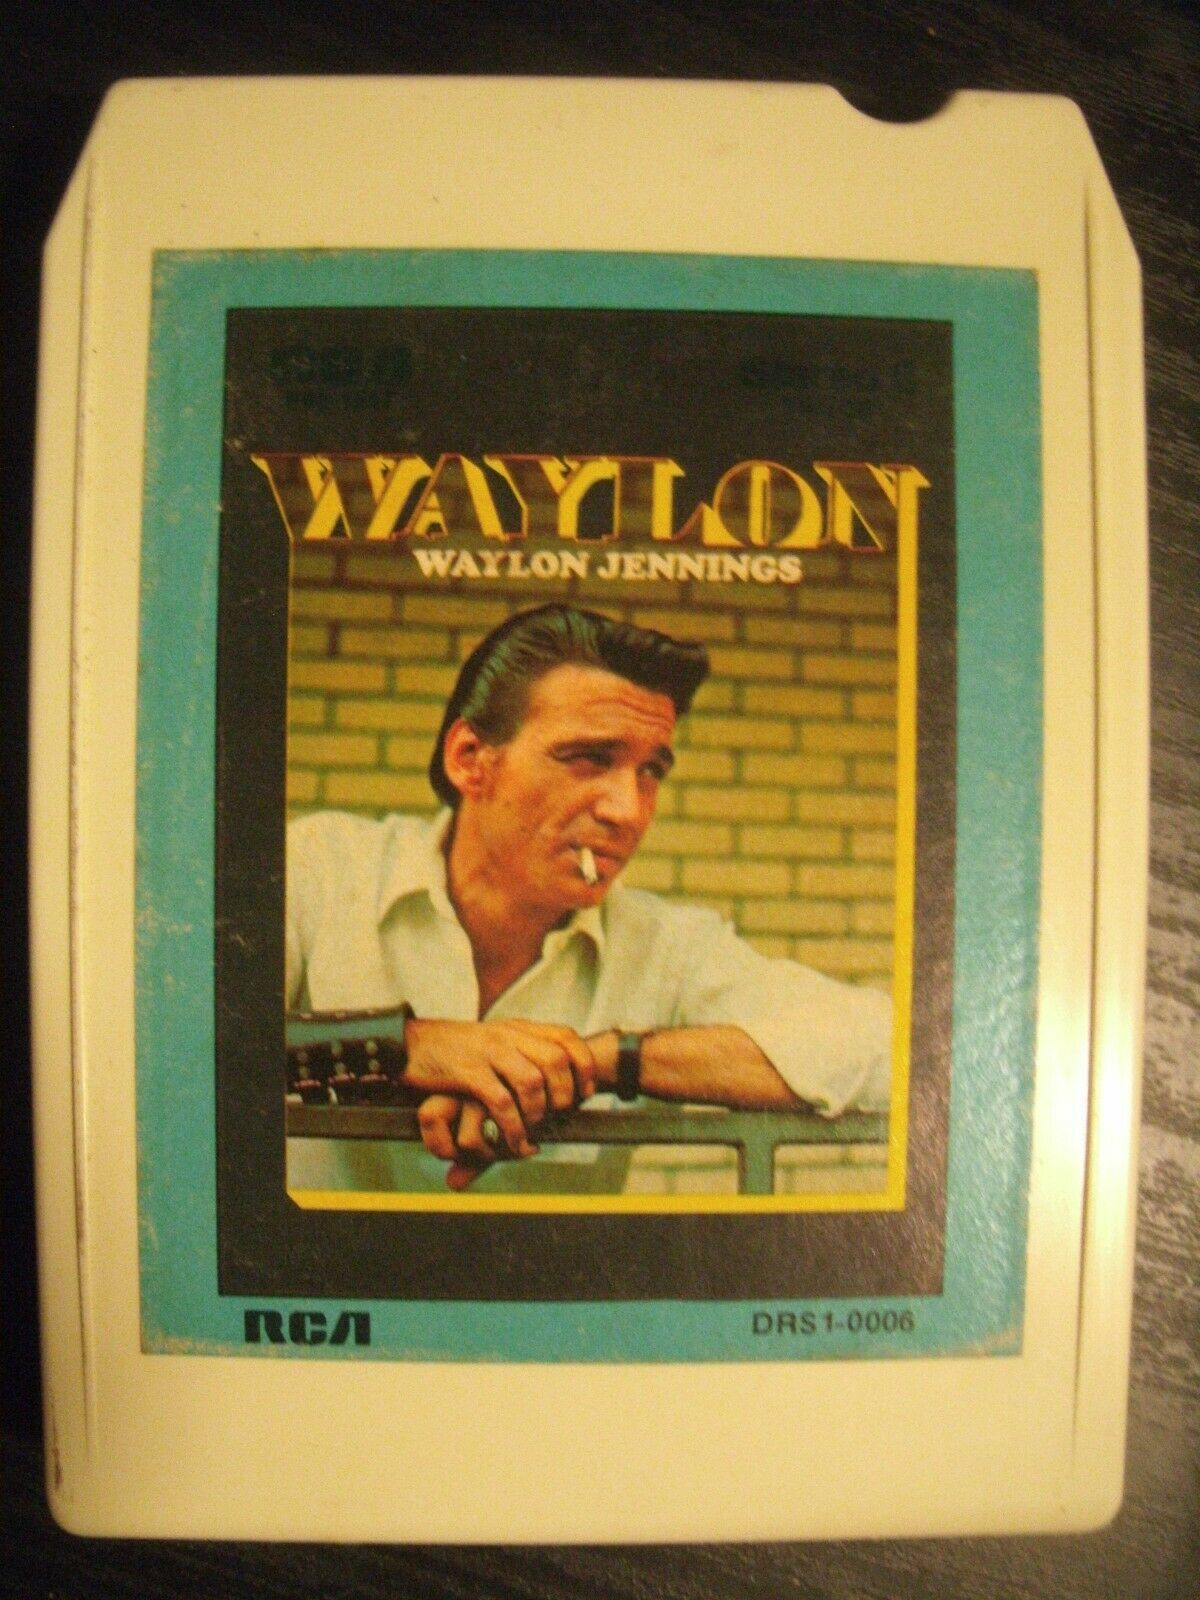 WAYLON
WAYLON JENNINGS
RCA
DRS1-0006